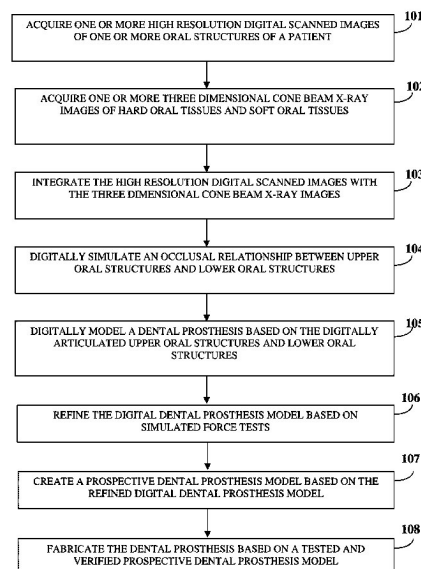 101
ACQUIRE ONE OR MORE HIGH RESOLUTION DIGITAL SCANNED IMAGES
OF ONE OR MORE ORAL STRUCTURES OF A PATIENT
102
ACQUIRE ONE OR MORE THREE DIMENSIONAL CONE BEAM X-RAY
IMAGES OF HARD ORAL TISSUES AND SOFT ORAL TISSUES
103
INTEGRATE THE HIGH RESOLUTION DIGITAL SCANNED IMAGES WITH
THE THREE DIMENSIONAL CONE BEAM X-RAY IMAGES
104
DIGITALLY SIMULATE AN OCCLUSAL RELATIONSHIP BETWEEN UPPER
ORAL STRUCTURES AND LOWER ORAL STRUCTURES
105
DIGITALLY MODEL A DENTAL PROSTHESIS BASED ON THE DIGITALLY
ARTICULATED UPPER ORAL STRUCTURES AND LOWER ORAL
STRUCTURES
106
REFINE THE DIGITAL DENTAL PROSTHESIS MODEL BASED ON
SIMULATED FORCE TESTS
107
CREATE A PROSPECTIVE DENTAL PROSTHESIS MODEL BASED ON THE
REFINED DIGITAL DENTAL PROSTHESIS MODEL
108
FABRICATE THE DENTAL PROSTHESIS BASED ON A TESTED AND
VERIFIED PROSPECTIVE DENTAL PROSTHESIS MODEL